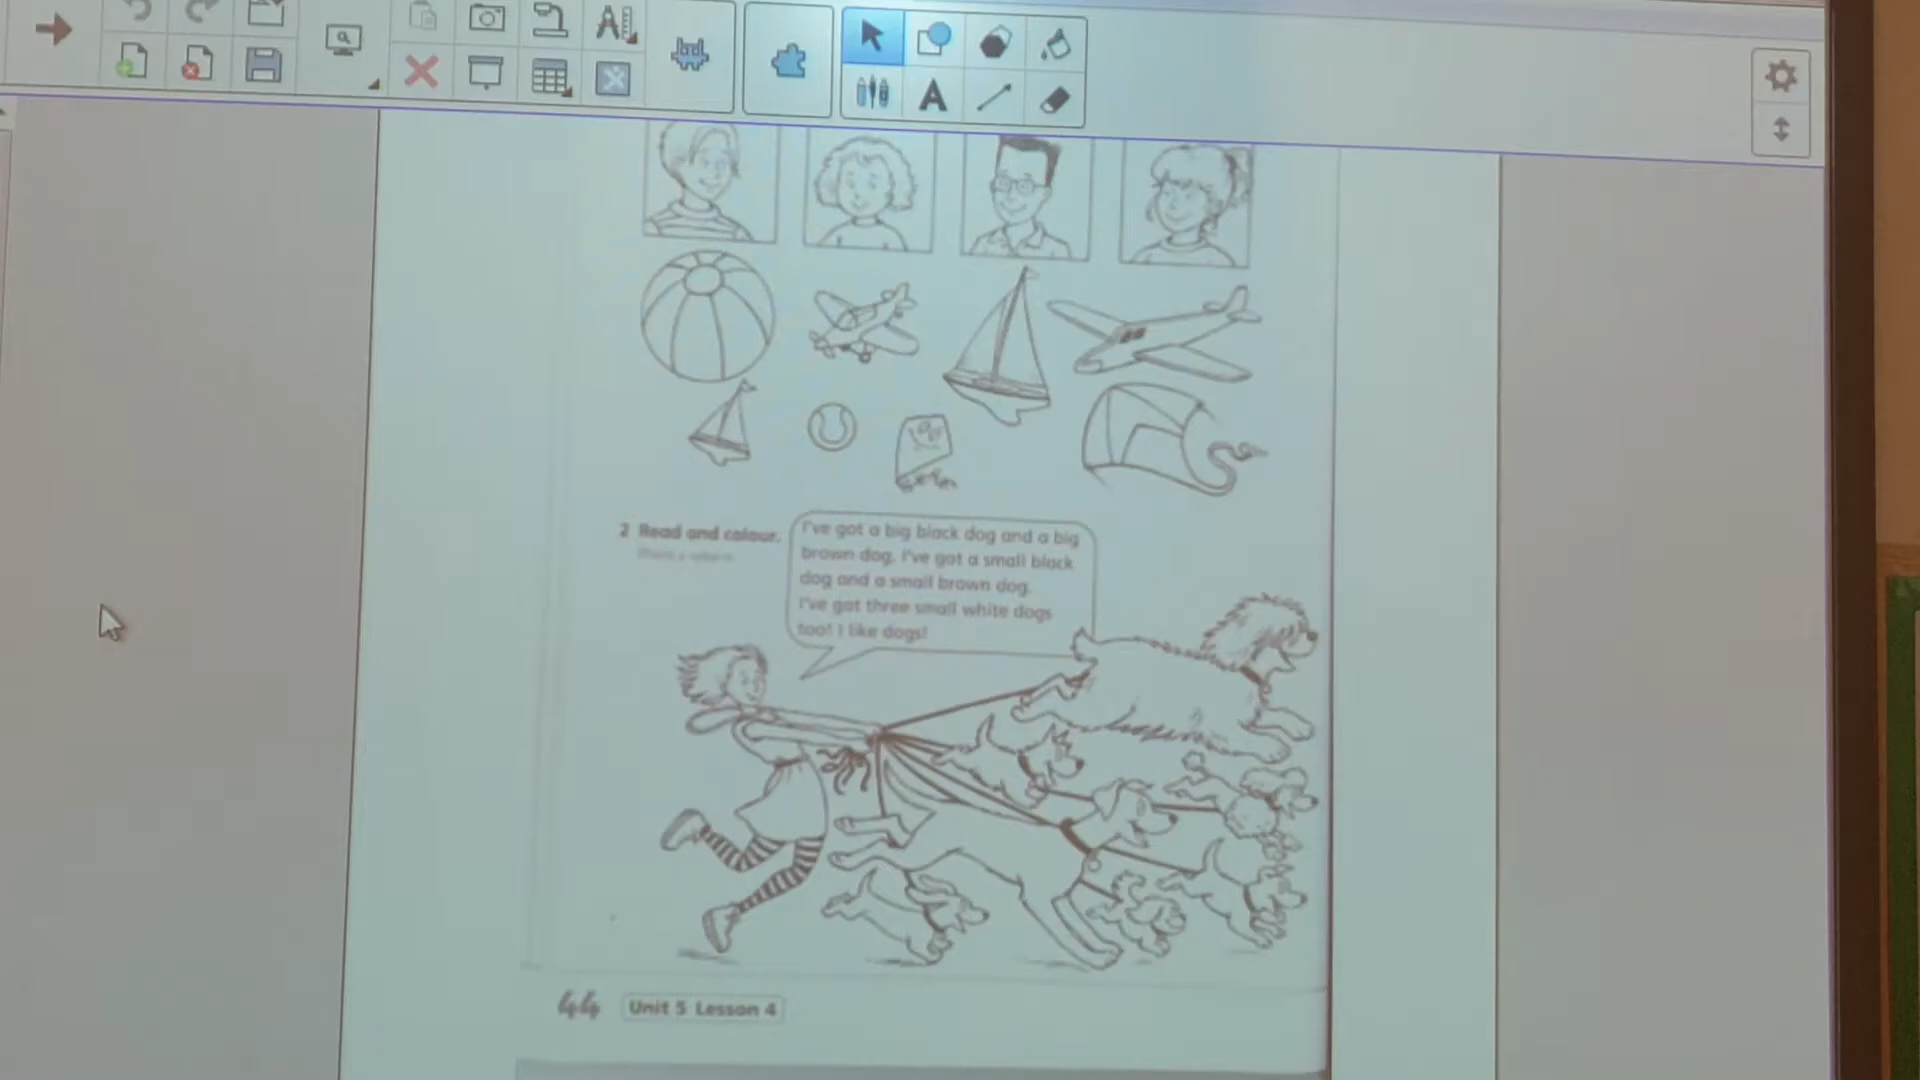 A
2 Read and colour.
I've got a big black dog and a big
brown dog. I've got a small black
dog and a small brown dog.
I've got three small white dogs
too! I like dogs!
44 Unit 5 Lesson 4